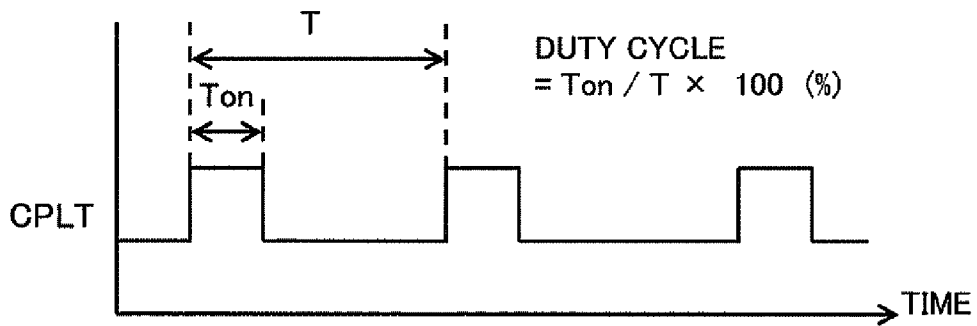 T
DUTY CYCLE
= Ton / T × 100 (%)
Ton
CPLT
TIME